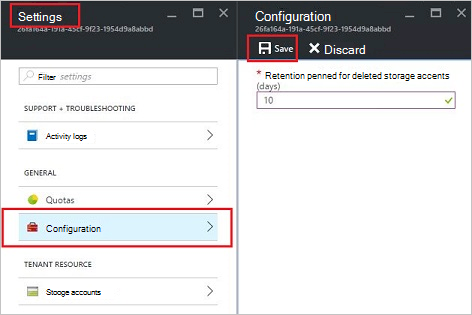 Settings
26fa164a-191a-45cf-9f23-1954d9a8abbd
Filter settings
SUPPORT + TROUBLESHOOTING
Activity logs
GENERAL
Quotas
Configuration
TENANT RESOURCE
Stooge accounts
Configuration
26fa164a-191a-45cf-9f23-1954d9a8abbd
Save Discard
* Retention penned for deleted storage accents
(days)
10